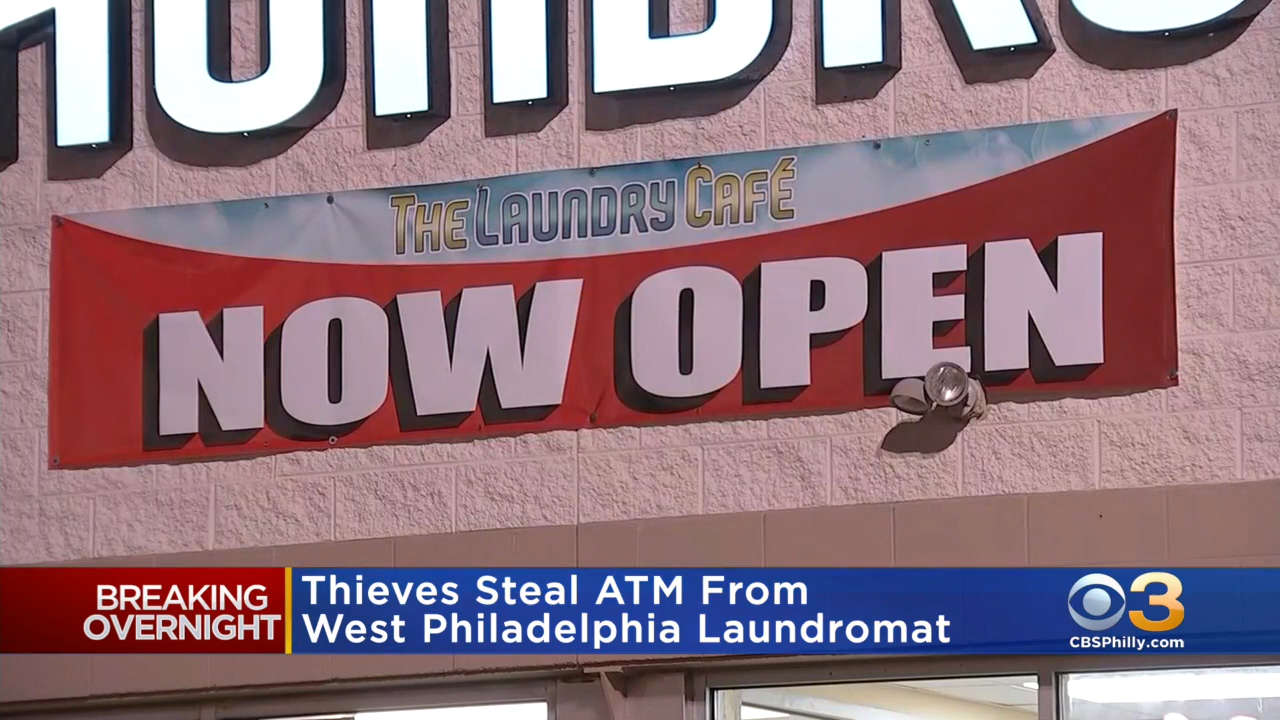 THE LAUNDRY CAFÉ
NOW OPEN
BREAKING
OVERNIGHT
Thieves Steal ATM From
West Philadelphia Laundromat
3
CBSPhilly.com